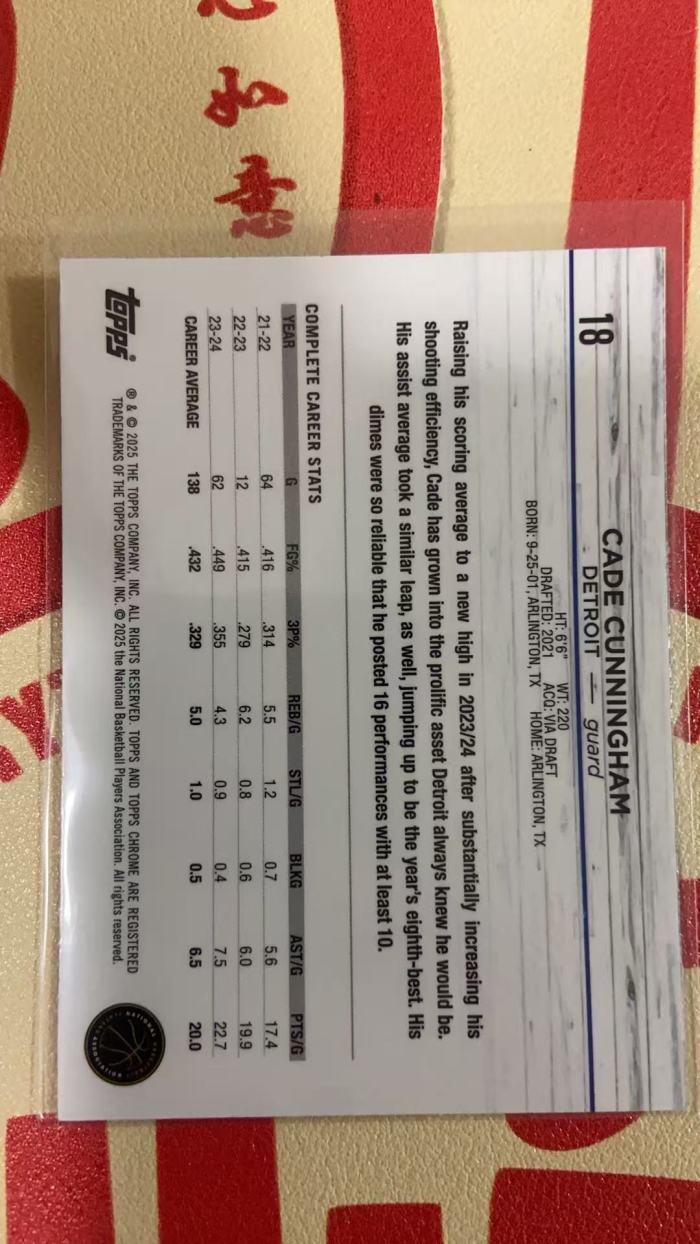 18
CADE CUNNINGHAM
DETROIT — guard
HT: 6'6" WT: 220
DRAFTED: 2021 ACQ: VIA DRAFT
BORN: 9-25-01, ARLINGTON, TX HOME: ARLINGTON, TX
Raising his scoring average to a new high in 2023/24 after substantially increasing his
shooting efficiency, Cade has grown into the prolific asset Detroit always knew he would be.
His assist average took a similar leap, as well, jumping up to be the year's eighth-best. His
dimes were so reliable that he posted 16 performances with at least 10.
COMPLETE CAREER STATS
YEAR G FG% 3P% REB/G STL/G BLKG AST/G PTS/G
21-22 64 .416 .314 5.5 1.2 0.7 5.6 17.4
22-23 12 .415 .279 6.2 0.8 0.6 6.0 19.9
23-24 62 .449 .355 4.3 0.9 0.4 7.5 22.7
CAREER AVERAGE 138 .432 .329 5.0 1.0 0.5 6.5 20.0
topps
® & © 2025 THE TOPPS COMPANY, INC. ALL RIGHTS RESERVED. TOPPS AND TOPPS CHROME ARE REGISTERED
TRADEMARKS OF THE TOPPS COMPANY, INC. © 2025 the National Basketball Players Association. All rights reserved.
NATIONAL BASKETBALL
PLAYERS ASSOCIATION